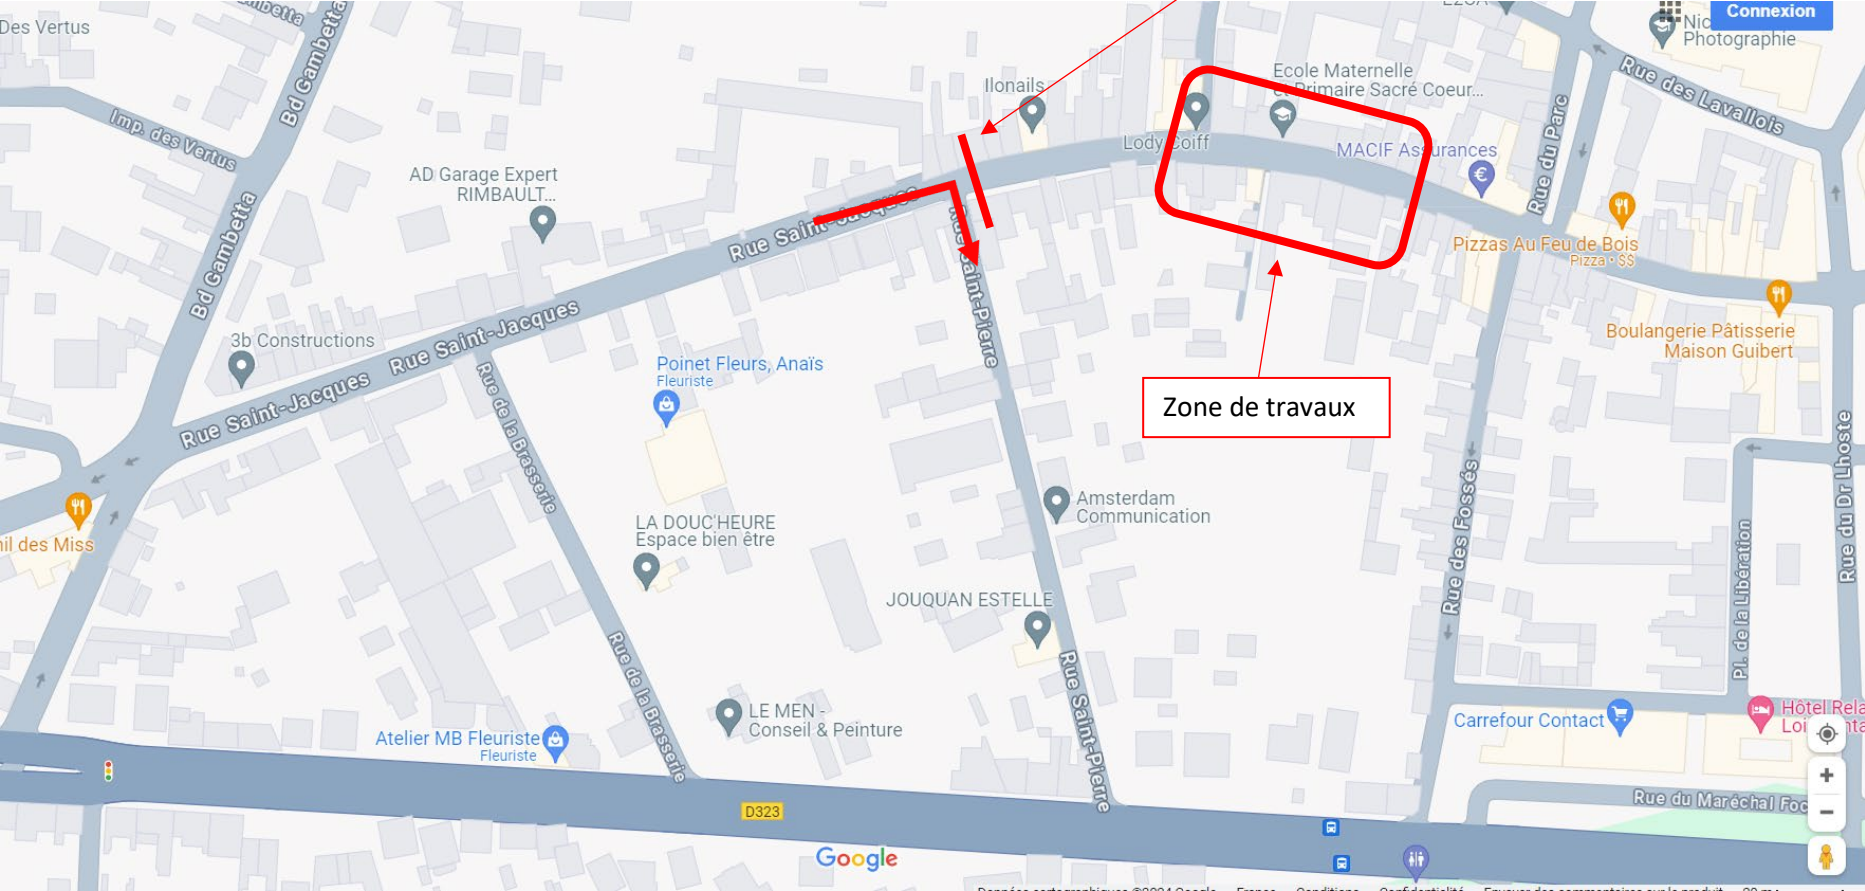 Des Vertus
Bd Gambetta
Connexion
Photographie
Rue des Lavallois
Imp. des Vertus
Ilonails
Ecole Maternelle
et Primaire Sacré Coeur...
Rue du Parc
Lody Coiff
MACIF Assurances
AD Garage Expert
RIMBAULT...
Bd Gambetta
Rue Saint-Jacques
Rue Saint-Pierre
Pizzas Au Feu de Bois
Pizza • $$
3b Constructions
Rue Saint-Jacques
Rue Saint-Jacques
Boulangerie Pâtisserie
Maison Guibert
Poinet Fleurs, Anaïs
Fleuriste
Zone de travaux
Rue de la Brasserie
Rue des Fossés
Rue du Dr Lhoste
Amsterdam
Communication
LA DOUC'HEURE
Espace bien être
Pl. de la Libération
JOUQUAN ESTELLE
Rue de la Brasserie
Rue Saint-Pierre
LE MEN -
Conseil & Peinture
Atelier MB Fleuriste
Fleuriste
Carrefour Contact
Hôtel Rela
Rue du Maréchal Foc
D323
Google